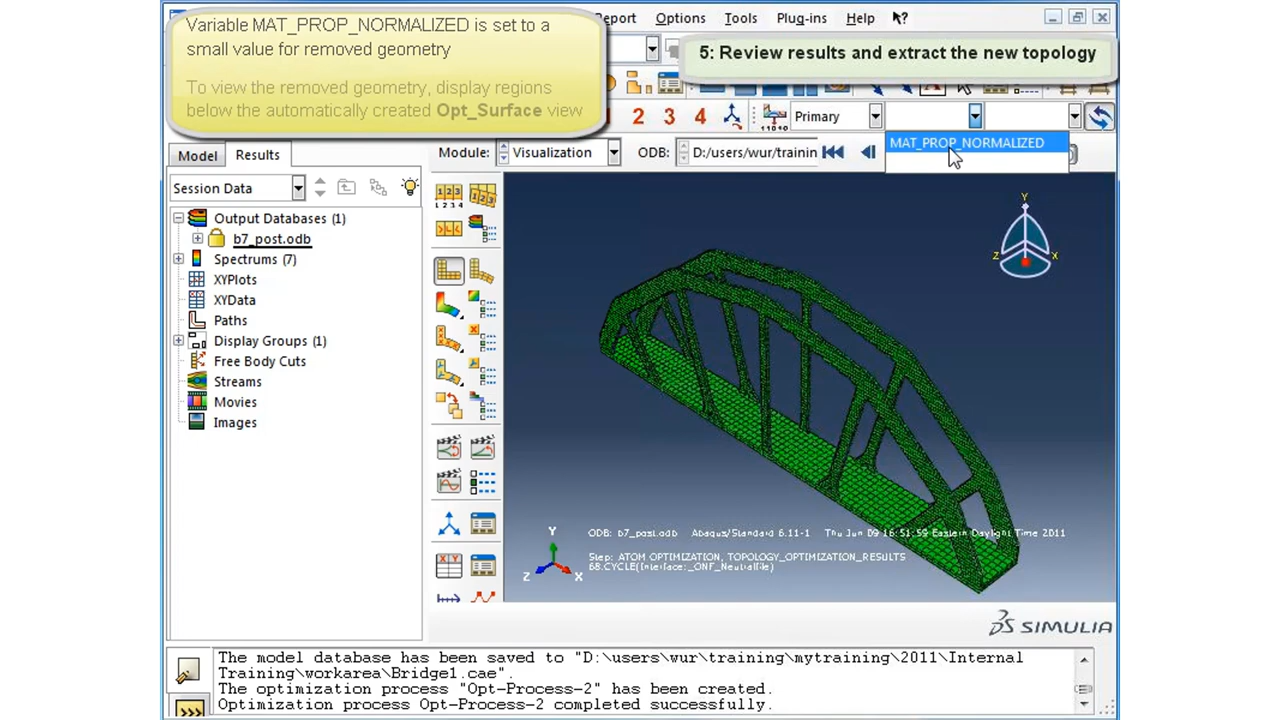 Variable MAT_PROP_NORMALIZED is set to a
small value for removed geometry
To view the removed geometry, display regions
below the automatically created Opt_Surface view
Report Options Tools Plug-ins Help
5: Review results and extract the new topology
1 2 3 4 Primary
MAT_PROP_NORMALIZED
Model Results
Module: Visualization ODB: D:/users/wur/trainin
Session Data
Output Databases (1)
b7_post.odb
Spectrums (7)
XYPlots
XYData
Paths
Display Groups (1)
Free Body Cuts
Streams
Movies
Images
Y
Z X
Y
Z X
ODB: b7_post.odb Abaqus/Standard 6.11-1 Thu Jun 09 16:51:59 Eastern Daylight Time 2011
Step: ATOM OPTIMIZATION, TOPOLOGY_OPTIMIZATION_RESULTS
68.CYCLE(Interface:_ONF_Neutralfile)
SIMULIA
The model database has been saved to "D:\users\wur\training\mytraining\2011\Internal
Training\workarea\Bridge1.cae".
The optimization process "Opt-Process-2" has been created.
Optimization process Opt-Process-2 completed successfully.
>>>